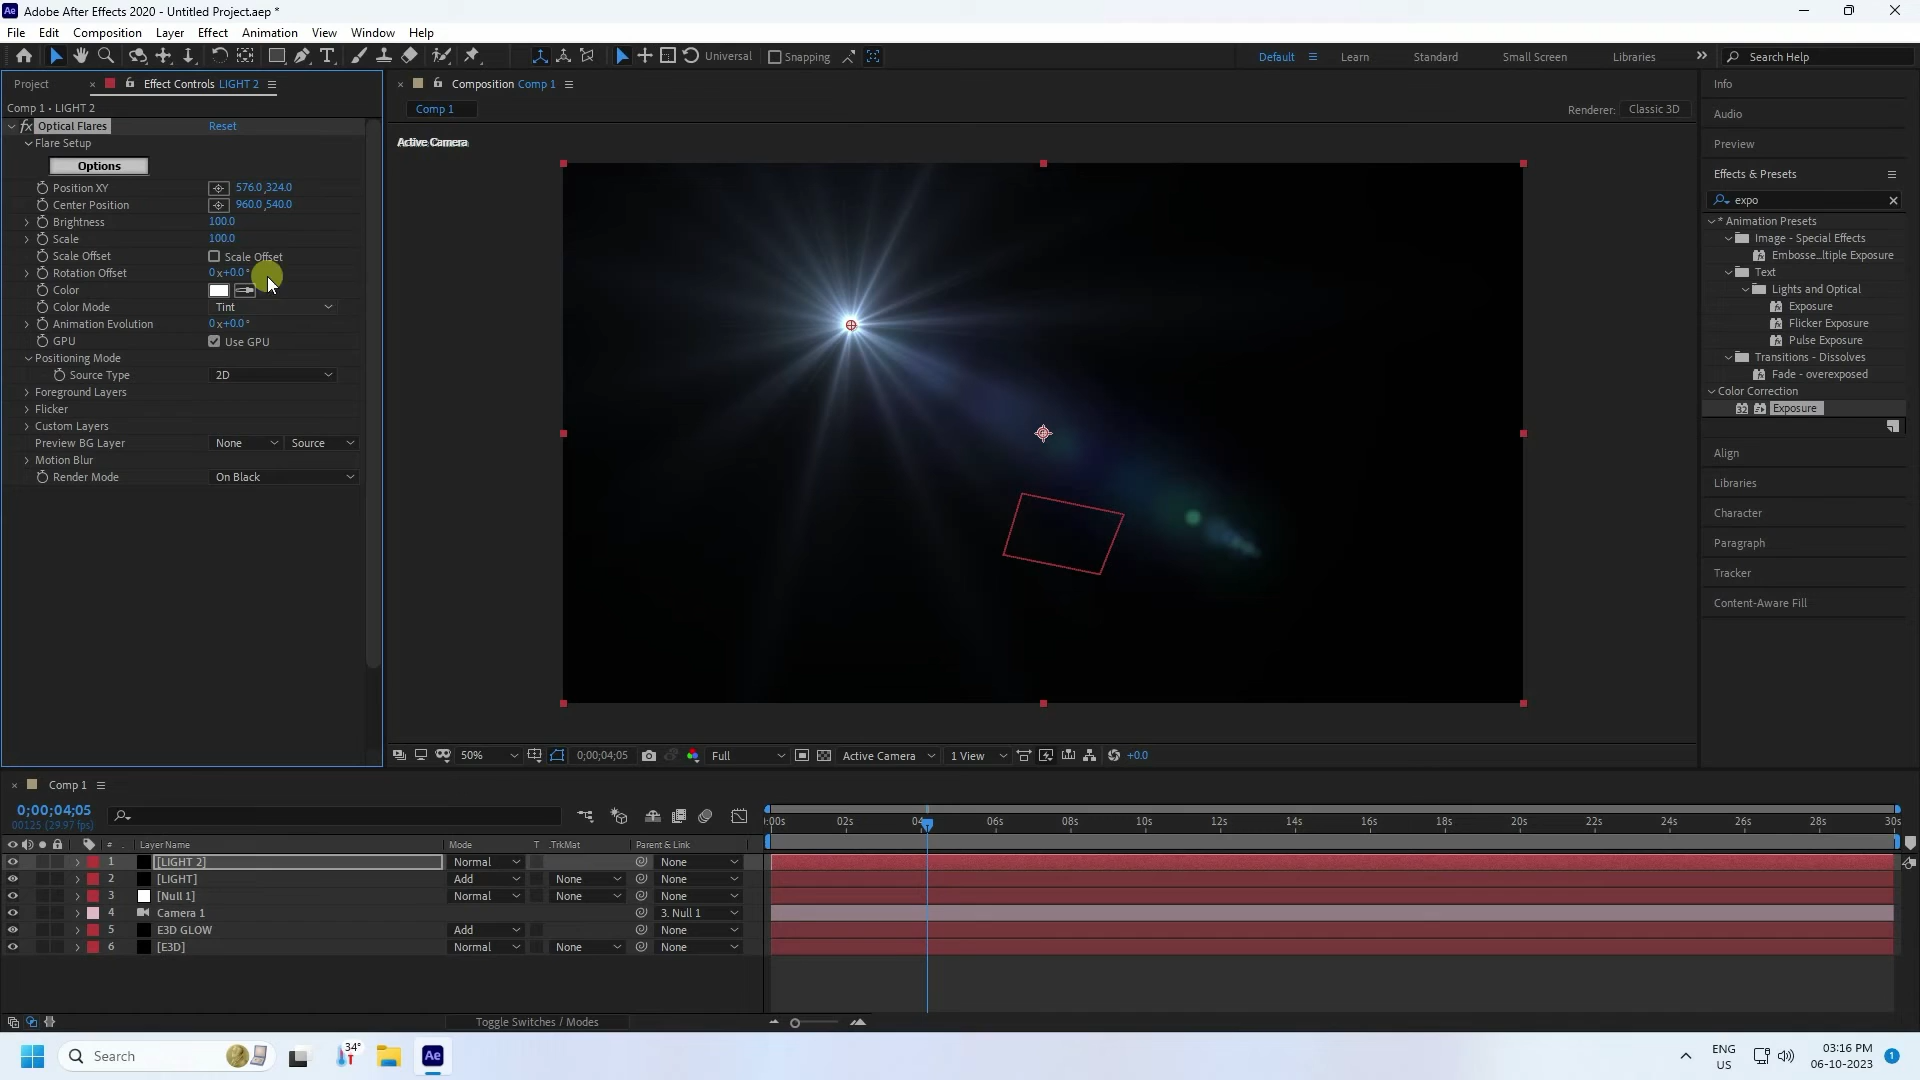 Adobe After Effects 2020 - Untitled Project.aep *
File Edit Composition Layer Effect Animation View Window Help
Universal Snapping Default Learn Standard Small Screen Libraries Search Help
Project Effect Controls LIGHT 2
Comp 1 • LIGHT 2
fx Optical Flares Reset
Flare Setup
Options
Position XY 576.0 ,324.0
Center Position 960.0 ,540.0
Brightness 100.0
Scale 100.0
Scale Offset Scale Offset
Rotation Offset 0 x+0.0 °
Color
Color Mode Tint
Animation Evolution 0 x+0.0 °
GPU Use GPU
Positioning Mode
Source Type 2D
Foreground Layers
Flicker
Custom Layers
Preview BG Layer None Source
Motion Blur
Render Mode On Black
Composition Comp 1
Comp 1
Renderer: Classic 3D
Active Camera
50% 0;00;04;05 Full Active Camera 1 View +0.0
Info
Audio
Preview
Effects & Presets
expo
* Animation Presets
Image - Special Effects
Embosse...ltiple Exposure
Text
Lights and Optical
Exposure
Flicker Exposure
Pulse Exposure
Transitions - Dissolves
Fade - overexposed
Color Correction
32 Exposure
Align
Libraries
Character
Paragraph
Tracker
Content-Aware Fill
Comp 1
0;00;04;05
00125 (29.97 fps)
# Layer Name Mode T .TrkMat Parent & Link
1 [LIGHT 2] Normal None
2 [LIGHT] Add None None
3 [Null 1] Normal None None
4 Camera 1 3. Null 1
5 E3D GLOW Add None
6 [E3D] Normal None None
):00s 02s 04s 06s 08s 10s 12s 14s 16s 18s 20s 22s 24s 26s 28s 30s
Toggle Switches / Modes
Search
34°
Ae
ENG
US
03:16 PM
06-10-2023
1